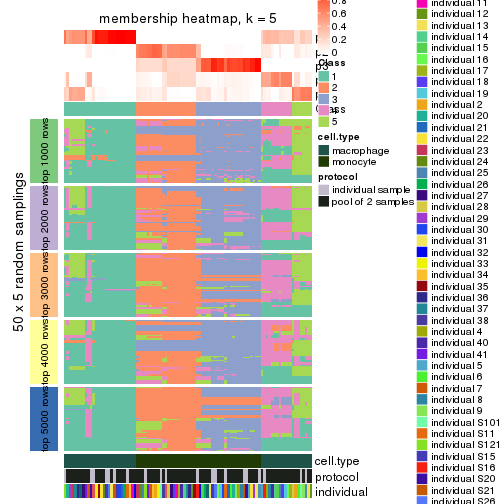 membership heatmap, k = 5
50 x 5 random samplings
top 1000 rows
top 2000 rows
top 3000 rows
top 4000 rows
top 5000 rows
cell.type
protocol
individual
0.8
0.6
0.4
0.2
0
Class
1
2
3
4
5
cell.type
macrophage
monocyte
protocol
individual sample
pool of 2 samples
individual 11
individual 12
individual 13
individual 14
individual 15
individual 16
individual 17
individual 18
individual 19
individual 2
individual 20
individual 21
individual 22
individual 23
individual 24
individual 25
individual 26
individual 27
individual 28
individual 29
individual 30
individual 31
individual 32
individual 33
individual 34
individual 35
individual 36
individual 37
individual 38
individual 4
individual 40
individual 41
individual 5
individual 6
individual 7
individual 8
individual 9
individual S101
individual S11
individual S121
individual S15
individual S16
individual S20
individual S26